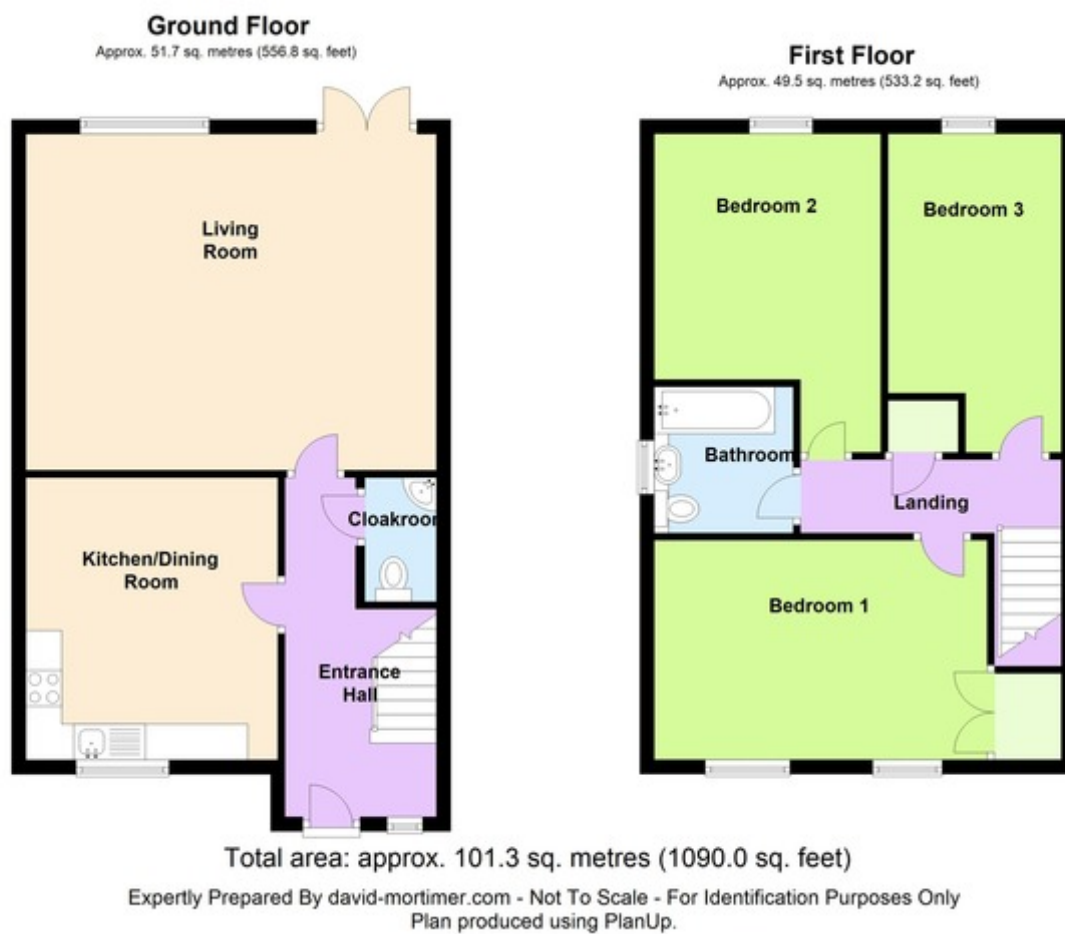 Ground Floor
Approx. 51.7 sq. metres (556.8 sq. feet)
Living
Room
Kitchen/Dining
Room
Cloakroom
Entrance
Hall
First Floor
Approx. 49.5 sq. metres (533.2 sq. feet)
Bedroom 2
Bedroom 3
Bathroom
Landing
Bedroom 1
Total area: approx. 101.3 sq. metres (1090.0 sq. feet)
Expertly Prepared By david-mortimer.com - Not To Scale - For Identification Purposes Only
Plan produced using PlanUp.